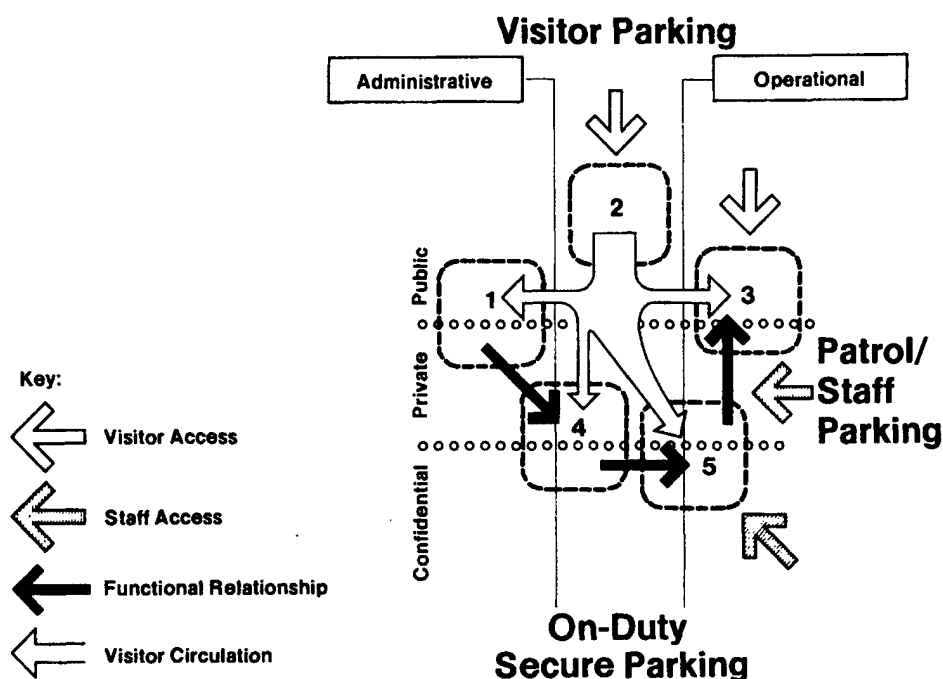 Visitor Parking
Administrative
Operational
2
1
3
Public
Private
Confidential
Patrol/
Staff
Parking
4
5
Key:
Visitor Access
Staff Access
Functional Relationship
Visitor Circulation
On-Duty
Secure Parking